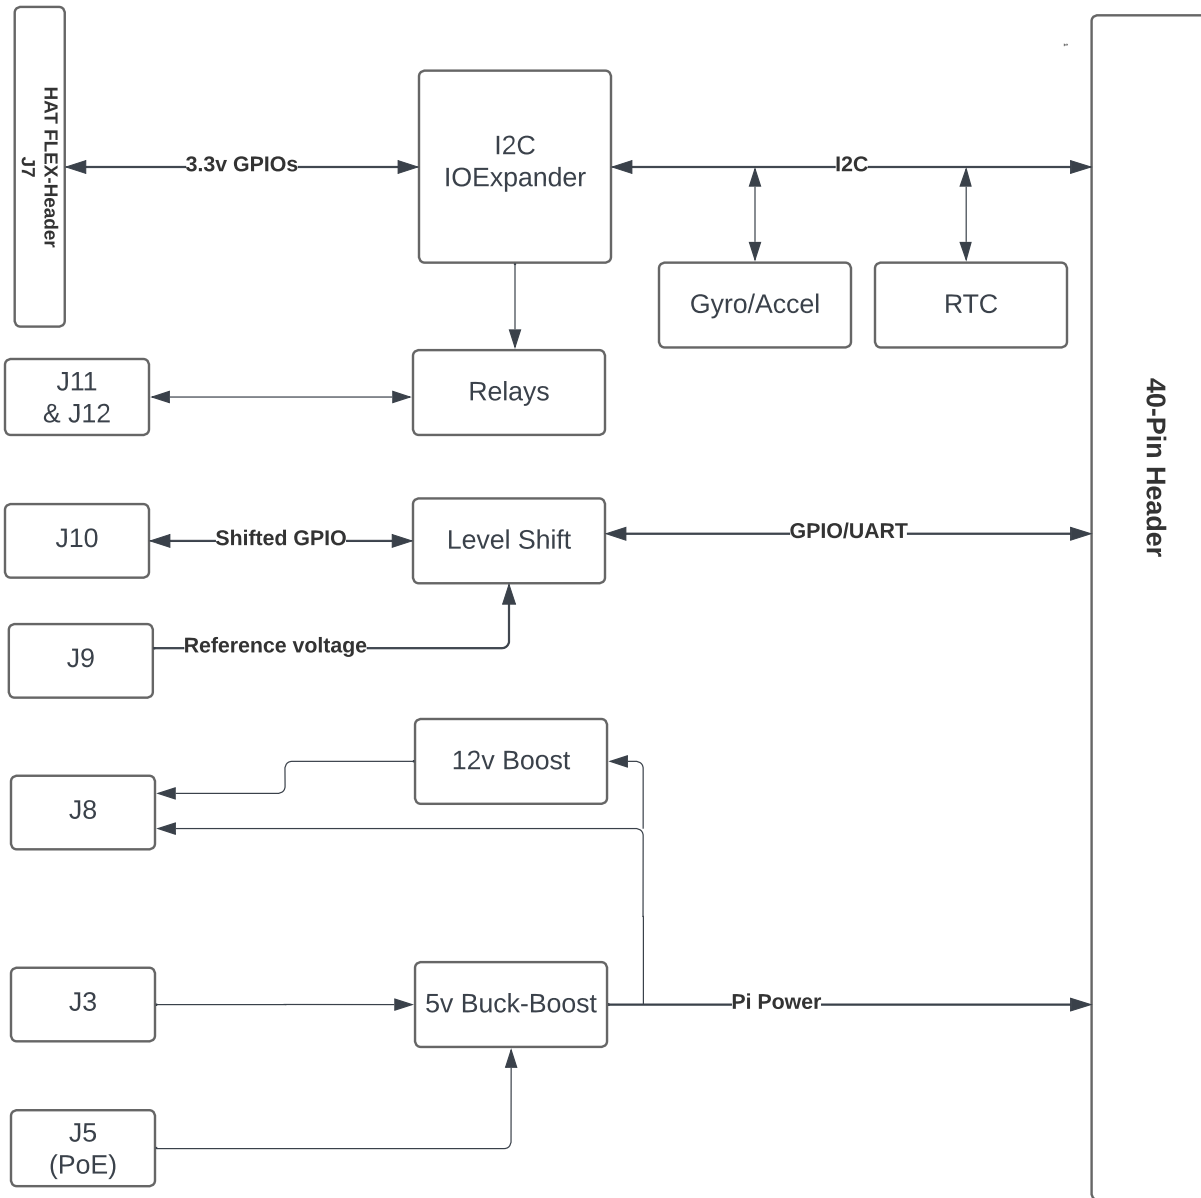 HAT FLEX-Header
J7
3.3v GPIOs
I2C
IOExpander
I2C
Gyro/Accel
RTC
J11
& J12
Relays
40-Pin Header
J10
Shifted GPIO
Level Shift
GPIO/UART
J9
Reference voltage
12v Boost
J8
J3
5v Buck-Boost
Pi Power
J5
(PoE)